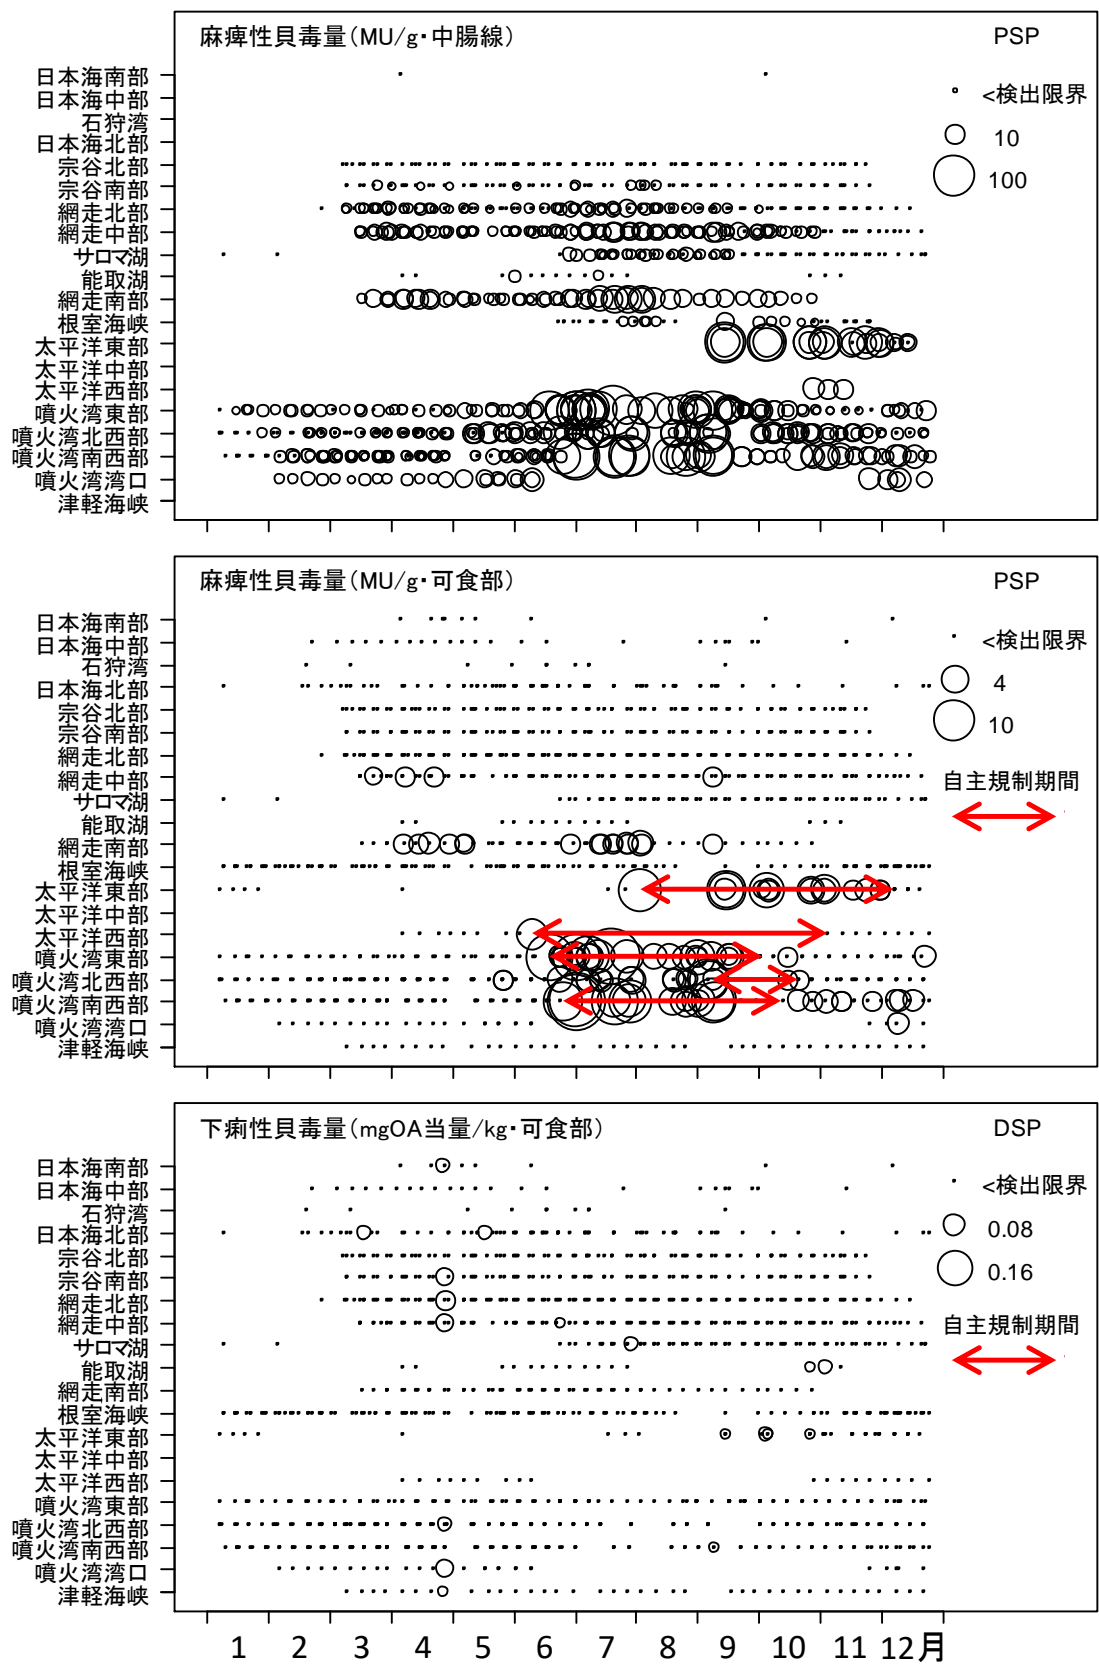 麻痺性貝毒量(MU/g・中腸線)
PSP
<検出限界
10
100
日本海南部
日本海中部
石狩湾
日本海北部
宗谷北部
宗谷南部
網走北部
網走中部
サロマ湖
能取湖
網走南部
根室海峡
太平洋東部
太平洋中部
太平洋西部
噴火湾東部
噴火湾北西部
噴火湾南西部
噴火湾湾口
津軽海峡
麻痺性貝毒量(MU/g・可食部)
PSP
<検出限界
4
10
自主規制期間
日本海南部
日本海中部
石狩湾
日本海北部
宗谷北部
宗谷南部
網走北部
網走中部
サロマ湖
能取湖
網走南部
根室海峡
太平洋東部
太平洋中部
太平洋西部
噴火湾東部
噴火湾北西部
噴火湾南西部
噴火湾湾口
津軽海峡
下痢性貝毒量(mgOA当量/kg・可食部)
DSP
<検出限界
0.08
0.16
自主規制期間
日本海南部
日本海中部
石狩湾
日本海北部
宗谷北部
宗谷南部
網走北部
網走中部
サロマ湖
能取湖
網走南部
根室海峡
太平洋東部
太平洋中部
太平洋西部
噴火湾東部
噴火湾北西部
噴火湾南西部
噴火湾湾口
津軽海峡
1 2 3 4 5 6 7 8 9 10 11 12月